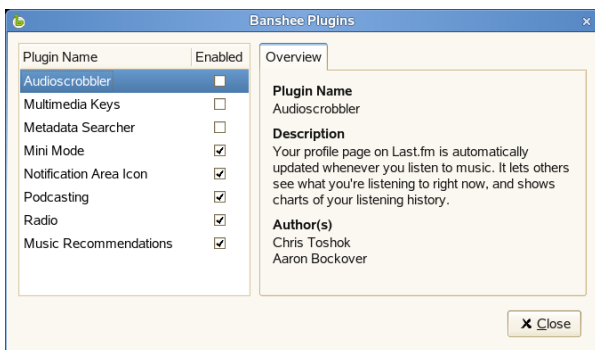 Banshee Plugins
Plugin Name Enabled
Audioscrobbler
Multimedia Keys
Metadata Searcher
Mini Mode
Notification Area Icon
Podcasting
Radio
Music Recommendations
Overview
Plugin Name
Audioscrobbler
Description
Your profile page on Last.fm is automatically
updated whenever you listen to music. It lets others
see what you're listening to right now, and shows
charts of your listening history.
Author(s)
Chris Toshok
Aaron Bockover
Close